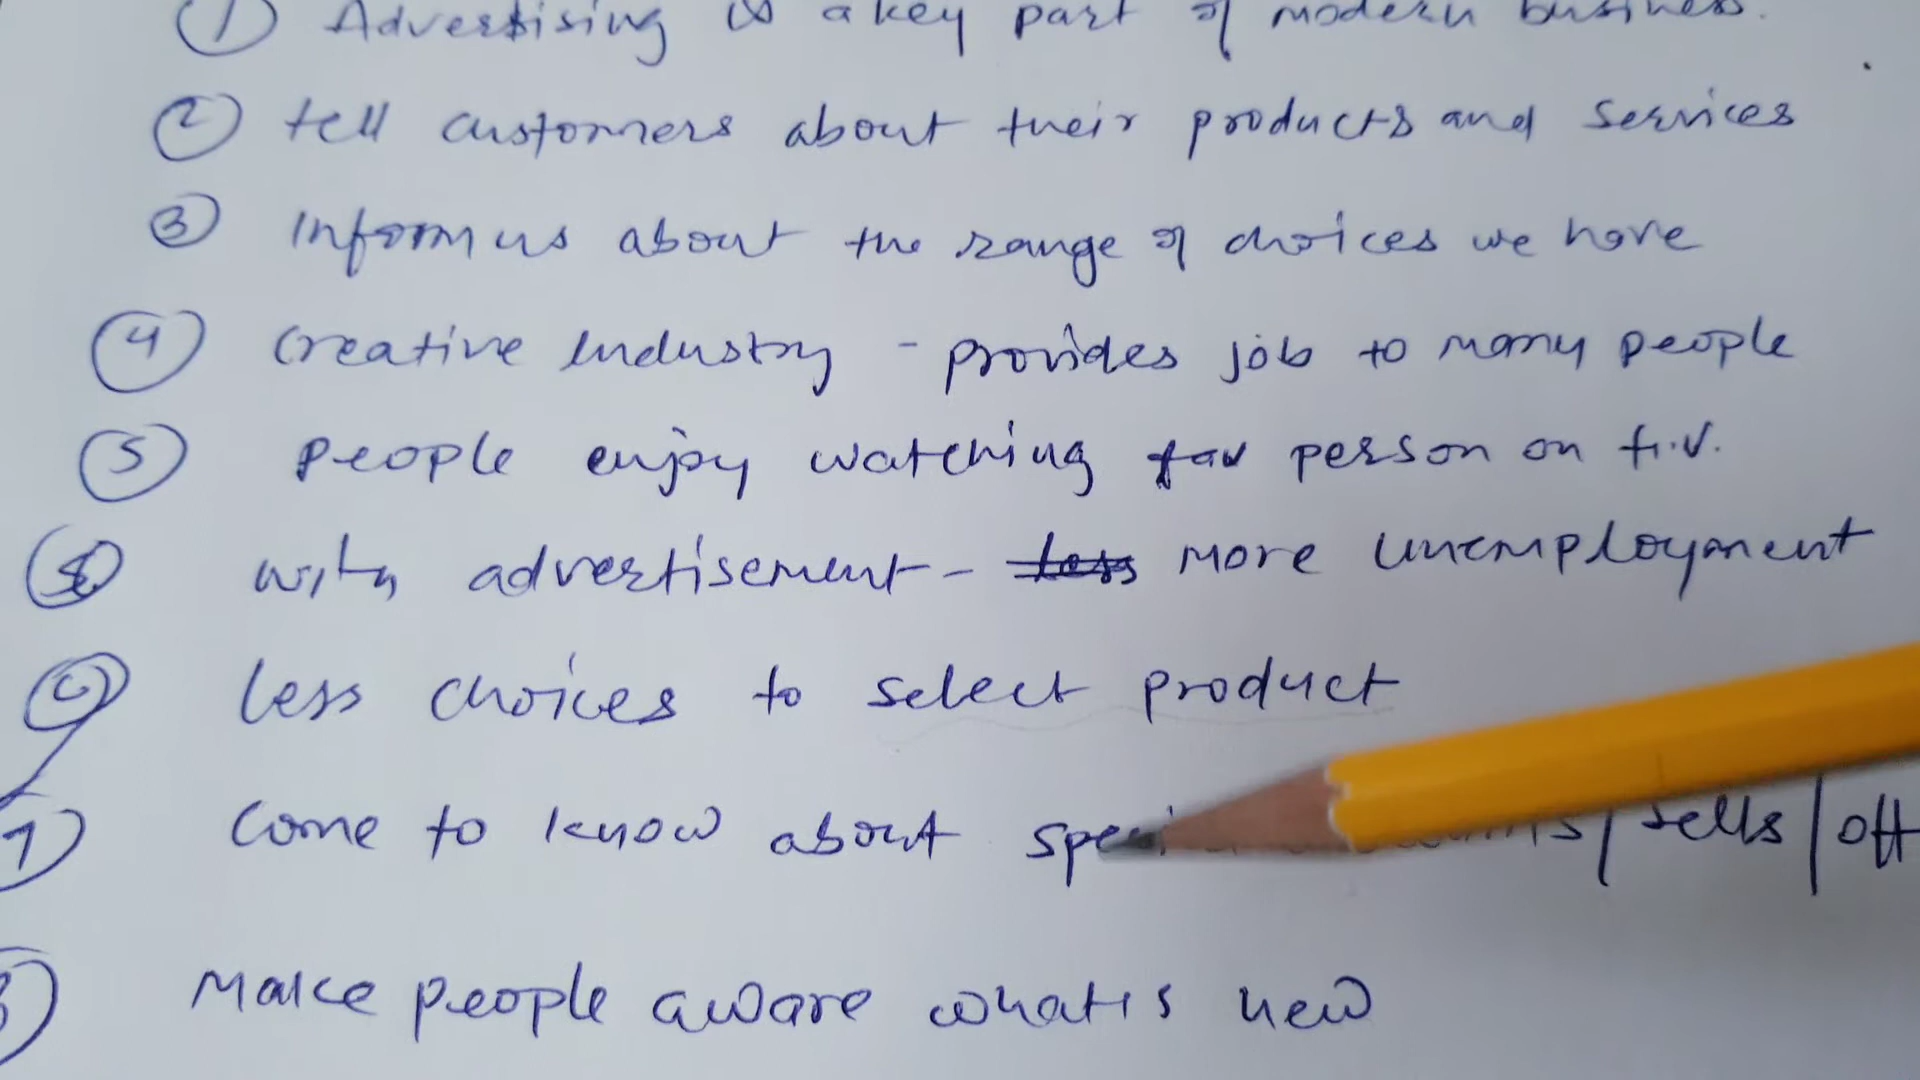 1 Advertising is a key part of modern business.
2 tell customers about their products and services
3 Inform us about the range of choices we have
4 Creative Industry - provides job to many people
5 People enjoy watching fav person on t.v.
with advertisement - less More unemployment
6 Less choices to select product
7 Come to know about /sells/off
8 Make people aware what is new